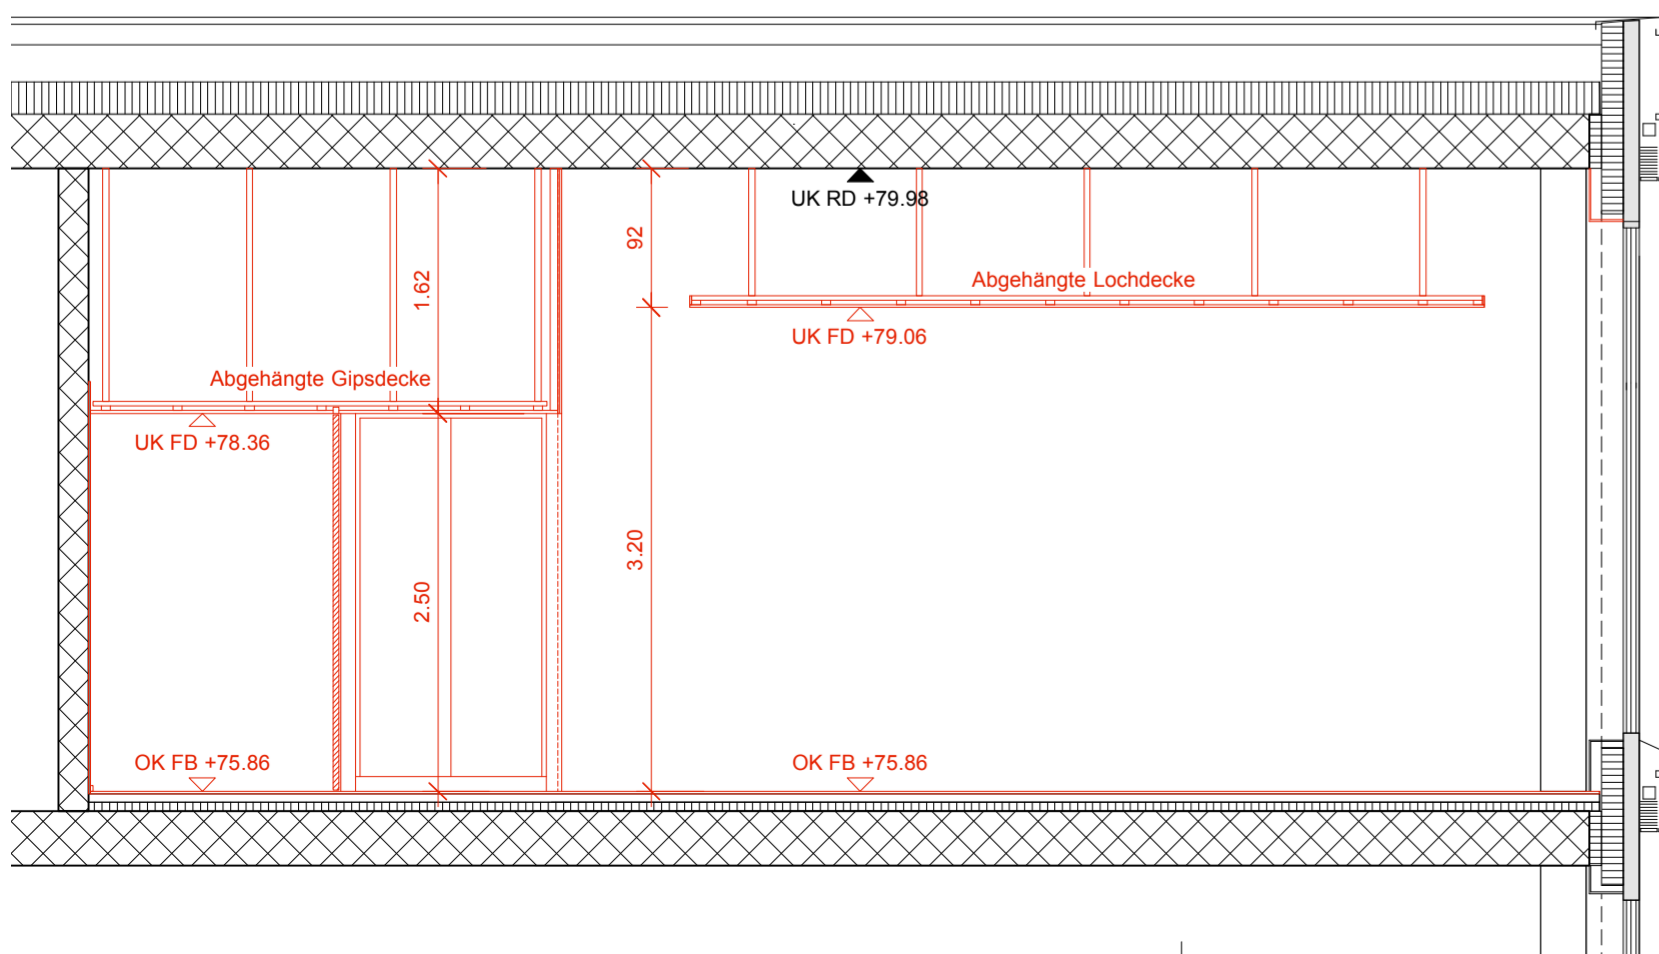 UK RD +79.98
92
1.62
Abgehängte Lochdecke
UK FD +79.06
Abgehängte Gipsdecke
UK FD +78.36
3.20
2.50
OK FB +75.86
OK FB +75.86